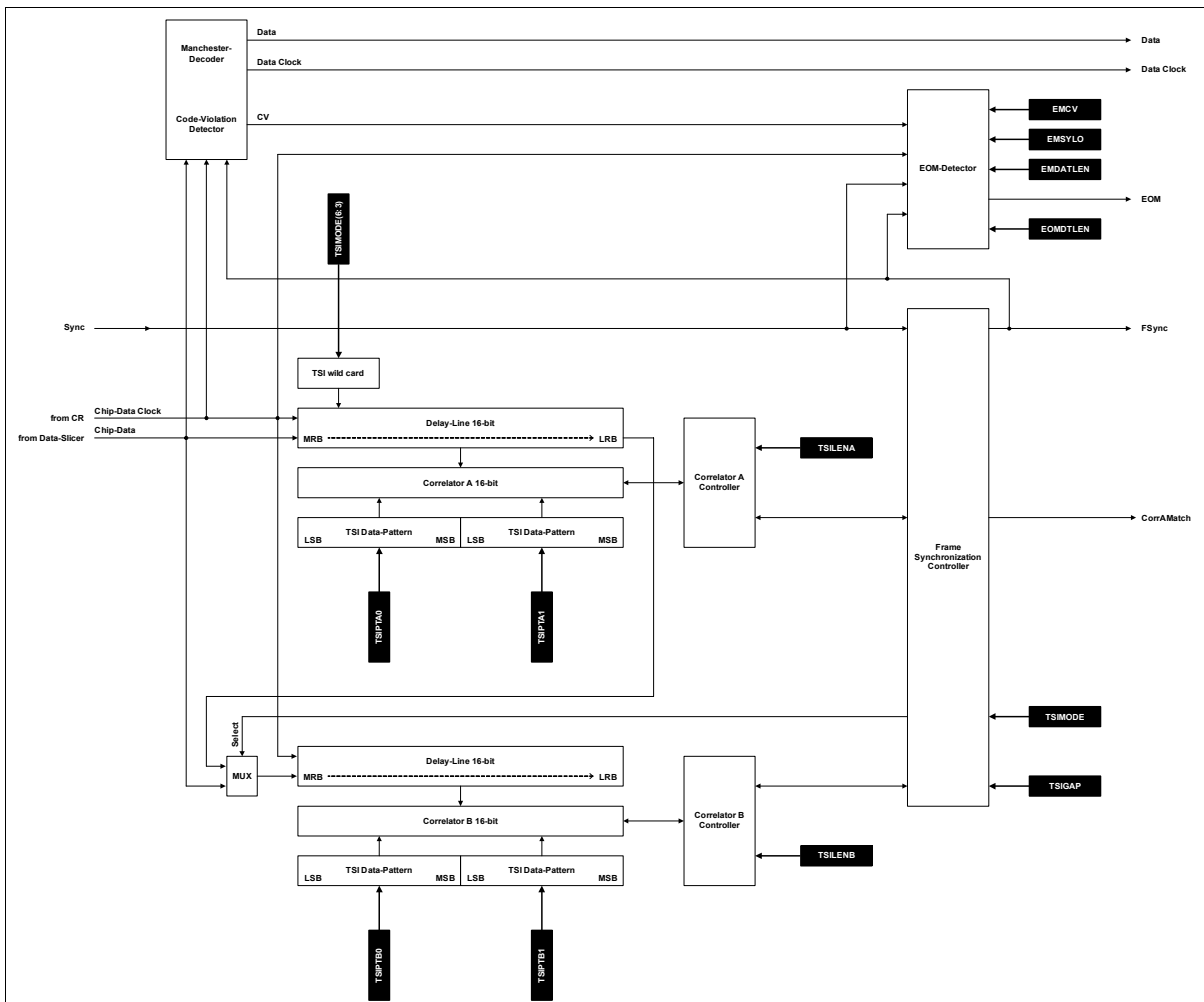 Data
Data
Manchester-
Decoder
Data Clock
Data Clock
EMCV
Code-Violation
Detector
CV
EMSYLO
EOM-Detector
EMDATLEN
EOM
TSIMODE(6:3)
EOMDTLEN
Sync
FSync
TSI wild card
from CR
Chip-Data Clock
Delay-Line 16-bit
from Data-Slicer
Chip-Data
MRB
LRB
TSILENA
Correlator A
Controller
Correlator A 16-bit
CorrAMatch
TSI Data-Pattern
TSI Data-Pattern
LSB
MSB
LSB
MSB
Frame
Synchronization
Controller
TSIPTA0
TSIPTA1
TSIMODE
Select
Delay-Line 16-bit
MUX
MRB
LRB
TSIGAP
Correlator B 16-bit
Correlator B
Controller
TSILENB
TSI Data-Pattern
TSI Data-Pattern
LSB
MSB
LSB
MSB
TSIPTB0
TSIPTB1